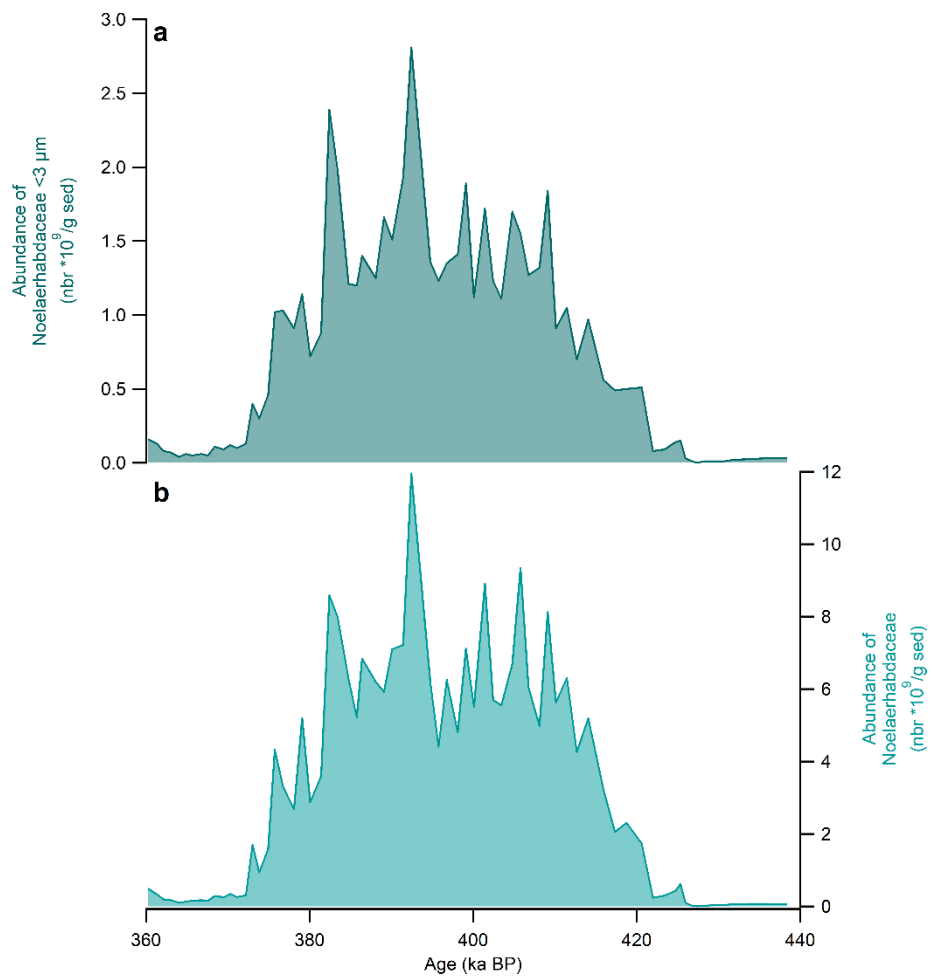 a
3.0
2.5
2.0
1.5
1.0
0.5
0.0
Abundance of
Noelaerhabdaceae <3 µm
(nbr *10⁹/g sed)
b
12
10
8
6
4
2
0
Abundance of
Noelaerhabdaceae
(nbr *10⁹/g sed)
360
380
400
420
440
Age (ka BP)